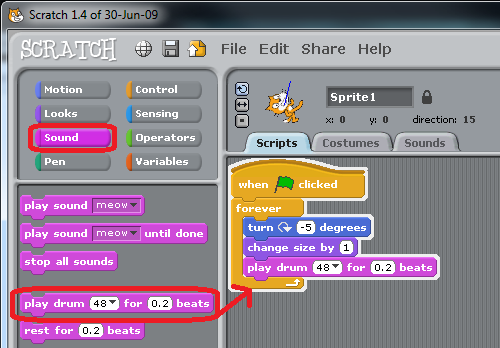 Scratch 1.4 of 30-Jun-09
SCRATCH File Edit Share Help
Motion Control
Looks Sensing
Sound Operators
Pen Variables
Sprite1
x: 0 y: 0 direction: 15
Scripts Costumes Sounds
play sound meow
play sound meow until done
stop all sounds
play drum 48 for 0.2 beats
rest for 0.2 beats
when clicked
forever
turn -5 degrees
change size by 1
play drum 48 for 0.2 beats